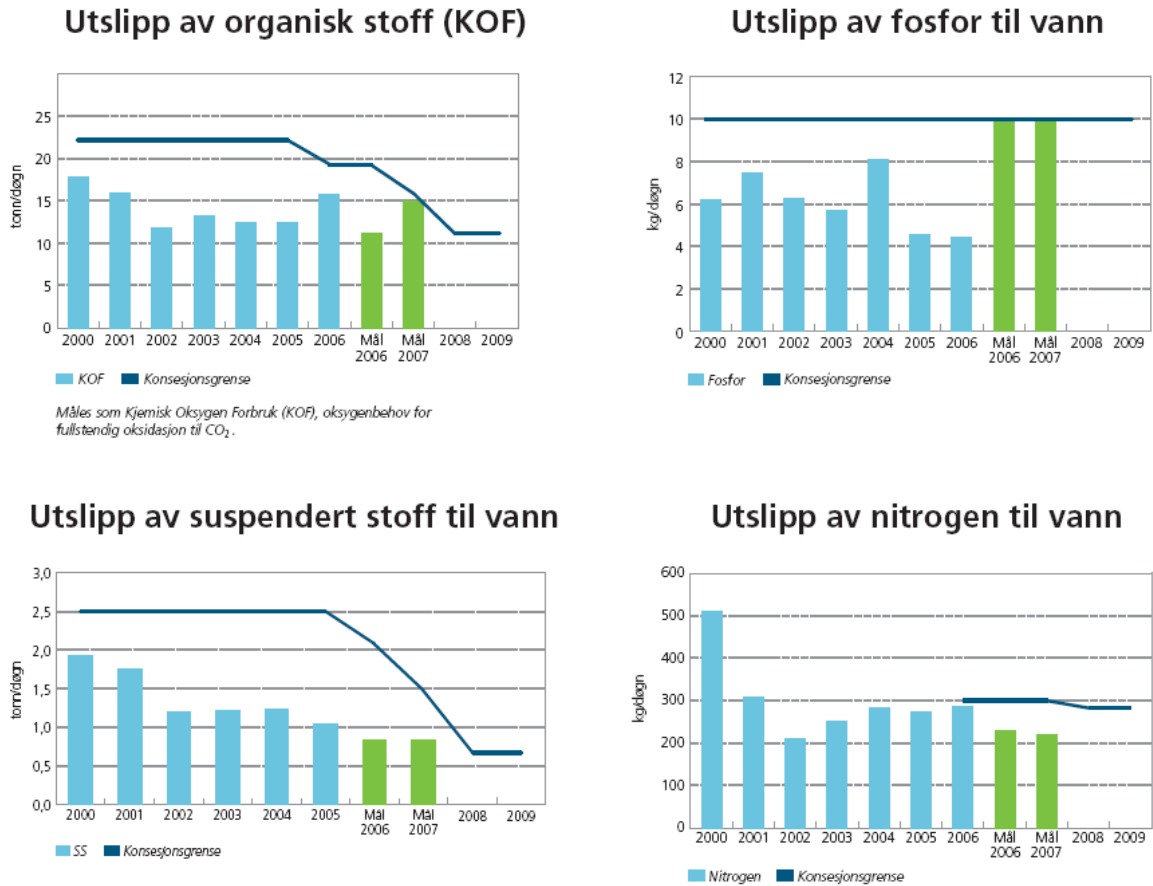 Utslipp av organisk stoff (KOF)
tonn/døgn
25
20
15
10
5
0
2000 2001 2002 2003 2004 2005 2006 Mål 2006 Mål 2007 2008 2009
KOF Konsesjonsgrense
Måles som Kjemisk Oksygen Forbruk (KOF), oksygenbehov for
fullstendig oksidasjon til CO₂.
Utslipp av fosfor til vann
kg/døgn
12
10
8
6
4
2
0
2000 2001 2002 2003 2004 2005 2006 Mål 2006 Mål 2007 2008 2009
Fosfor Konsesjonsgrense
Utslipp av suspendert stoff til vann
tonn/døgn
3,0
2,5
2,0
1,5
1,0
0,5
0,0
2000 2001 2002 2003 2004 2005 Mål 2006 Mål 2007 2008 2009
SS Konsesjonsgrense
Utslipp av nitrogen til vann
kg/døgn
600
500
400
300
200
100
0
2000 2001 2002 2003 2004 2005 2006 Mål 2006 Mål 2007 2008 2009
Nitrogen Konsesjonsgrense